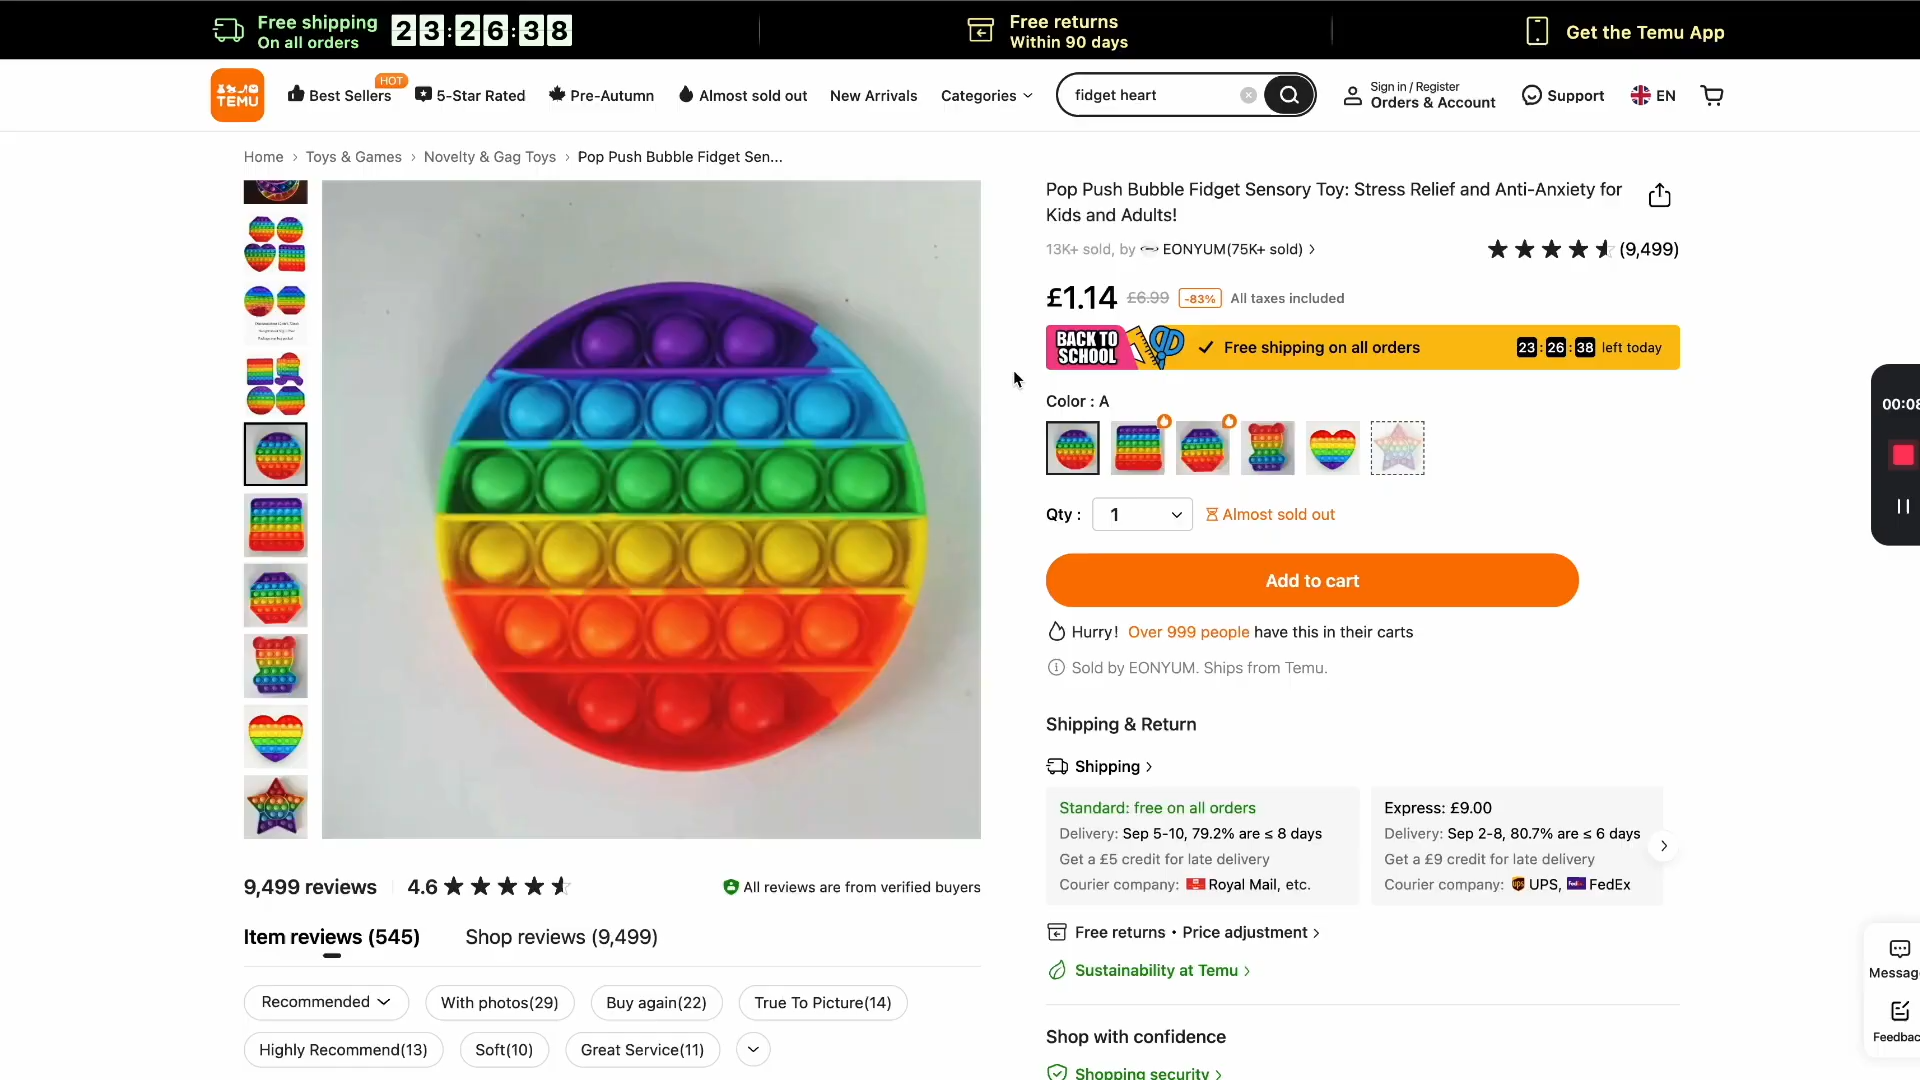 Free shipping
On all orders
23:26:38
Free returns
Within 90 days
Get the Temu App
TEMU
Best Sellers
HOT
5-Star Rated
Pre-Autumn
Almost sold out
New Arrivals
Categories
fidget heart
Sign in / Register
Orders & Account
Support
EN
Home › Toys & Games › Novelty & Gag Toys › Pop Push Bubble Fidget Sen...
Pop Push Bubble Fidget Sensory Toy: Stress Relief and Anti-Anxiety for
Kids and Adults!
13K+ sold, by EONYUM(75K+ sold) ›
(9,499)
£1.14 £6.99 -83% All taxes included
BACK TO
SCHOOL
Free shipping on all orders
23:26:38 left today
00:08
Color : A
Qty : 1
Almost sold out
Add to cart
Hurry! Over 999 people have this in their carts
Sold by EONYUM. Ships from Temu.
Shipping & Return
Shipping ›
Standard: free on all orders
Delivery: Sep 5-10, 79.2% are ≤ 8 days
Get a £5 credit for late delivery
Courier company: Royal Mail, etc.
Express: £9.00
Delivery: Sep 2-8, 80.7% are ≤ 6 days
Get a £9 credit for late delivery
Courier company: UPS, FedEx
Free returns • Price adjustment ›
Sustainability at Temu ›
Shop with confidence
Shopping security ›
9,499 reviews
4.6
All reviews are from verified buyers
Item reviews (545)
Shop reviews (9,499)
Recommended
With photos(29)
Buy again(22)
True To Picture(14)
Highly Recommend(13)
Soft(10)
Great Service(11)
Messag
Feedbac